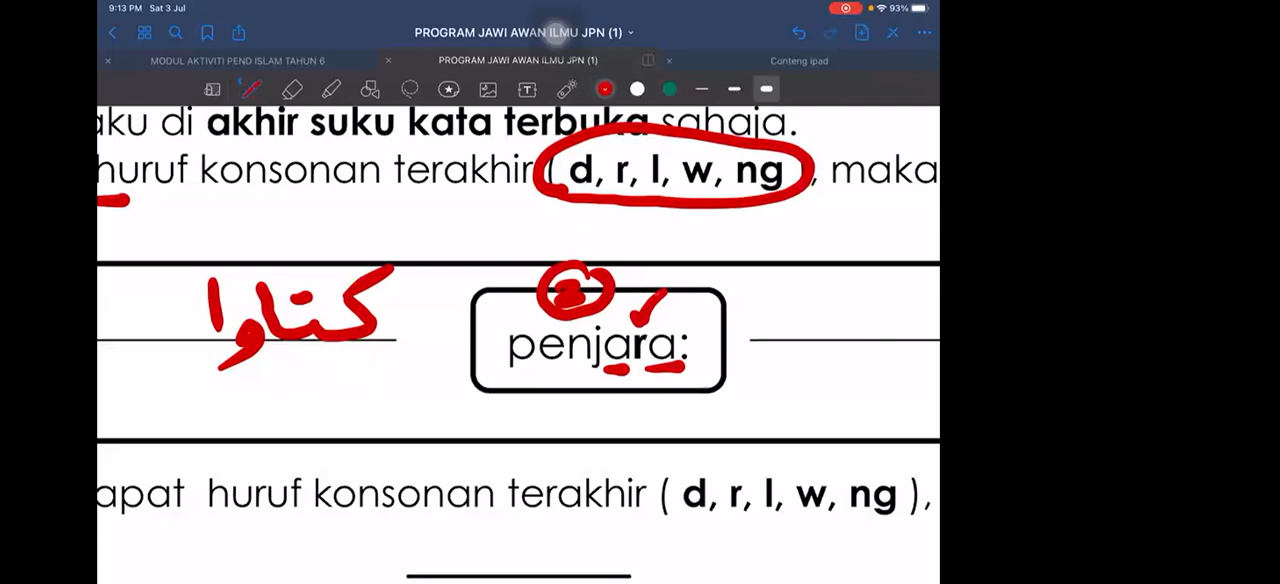 9:13 PM Sat 3 Jul 93%
PROGRAM JAWI AWAN ILMU JPN (1)
MODUL AKTIVITI PEND ISLAM TAHUN 6 PROGRAM JAWI AWAN ILMU JPN (1) Conteng ipad
aku di akhir suku kata terbuka sahaja.
huruf konsonan terakhir ( d, r, l, w, ng ), maka
کتاوا
penjara:
apat huruf konsonan terakhir ( d, r, l, w, ng ),